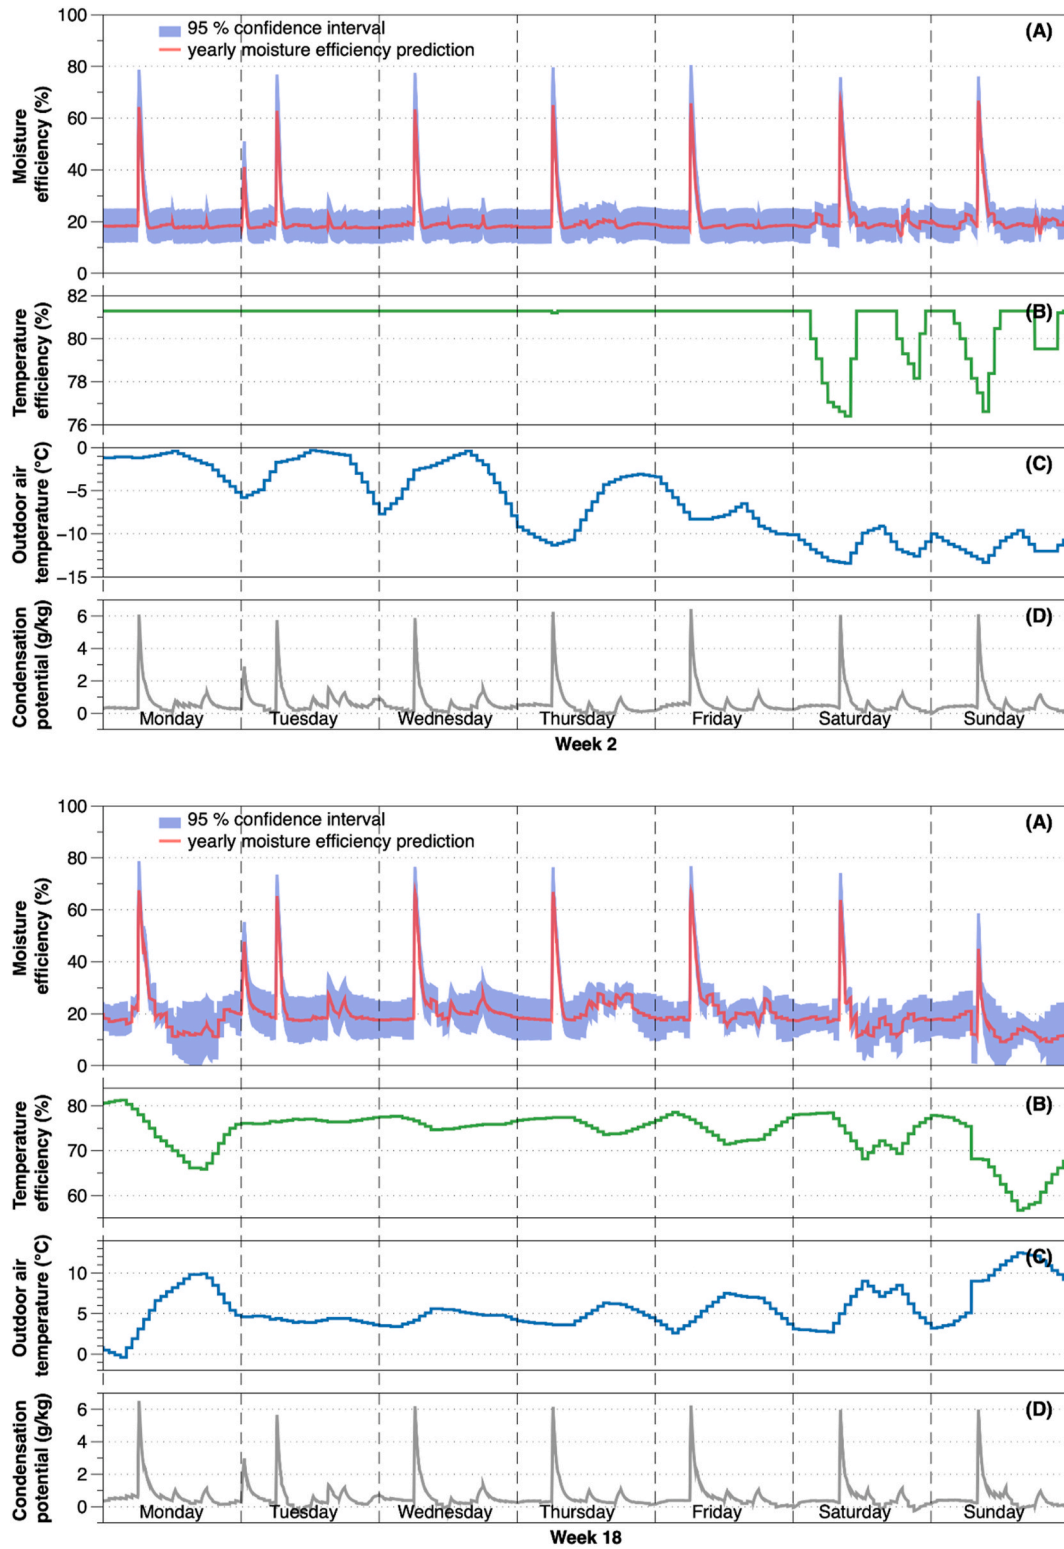 100
80
60
40
20
0
Moisture
efficiency (%)
95 % confidence interval
yearly moisture efficiency prediction
(A)
82
80
78
76
Temperature
efficiency (%)
(B)
0
−5
−10
−15
Outdoor air
temperature (°C)
(C)
6
4
2
0
Condensation
potential (g/kg)
(D)
Monday Tuesday Wednesday Thursday Friday Saturday Sunday
Week 2
100
80
60
40
20
0
Moisture
efficiency (%)
95 % confidence interval
yearly moisture efficiency prediction
(A)
80
70
60
Temperature
efficiency (%)
(B)
10
5
0
Outdoor air
temperature (°C)
(C)
6
4
2
0
Condensation
potential (g/kg)
(D)
Monday Tuesday Wednesday Thursday Friday Saturday Sunday
Week 18